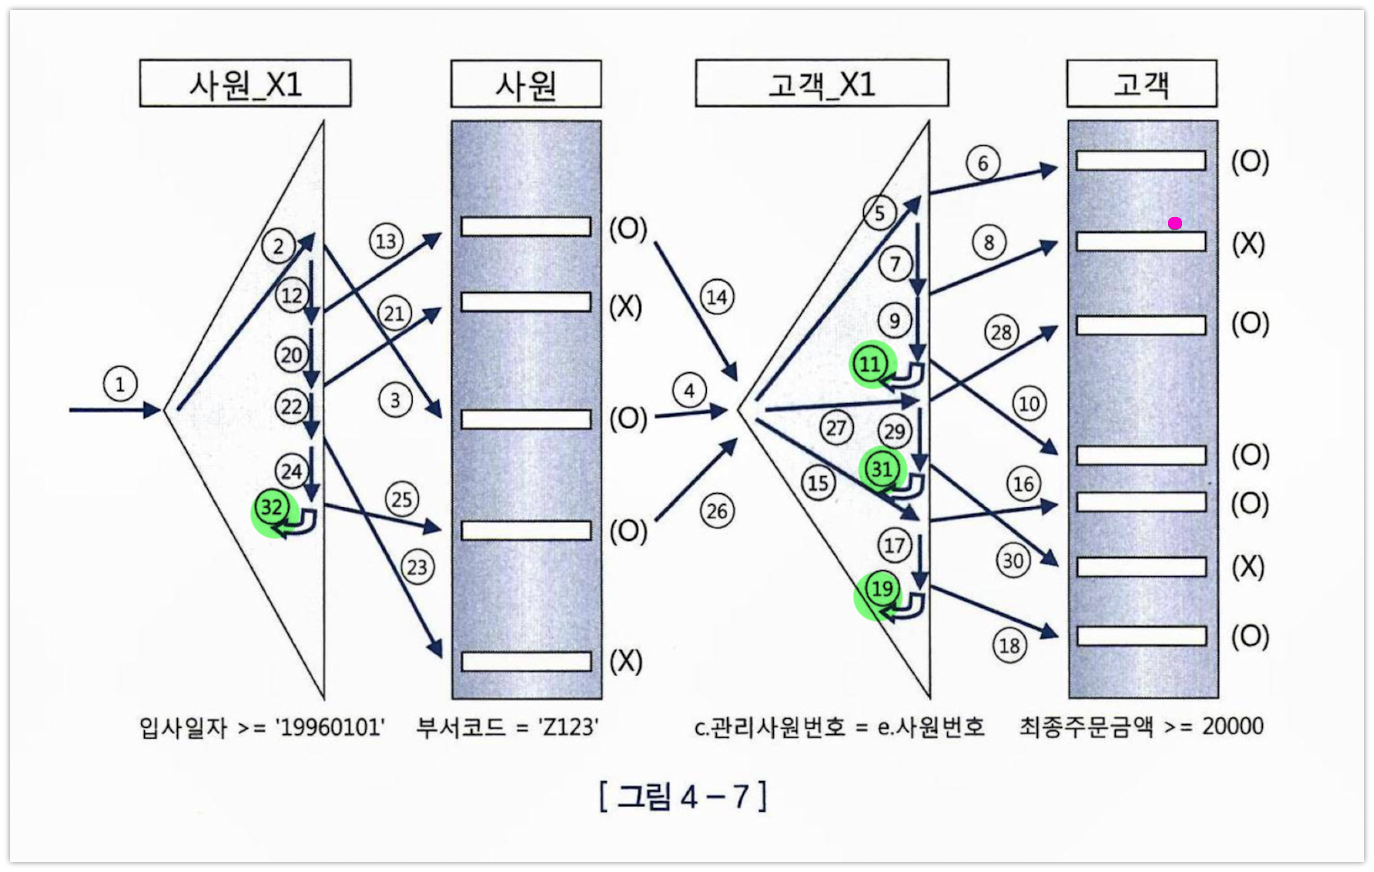 사원_X1 사원 고객_X1 고객
6 (O)
5
2 13 (O) 8 (X)
7
12 21 14 9 28 (O)
(X)
20 11
1 22 3 (O) 4 27 29 10 (O)
24 31
32 25 26 15 16 (O)
(O) 17 30 (X)
23 19
(X) 18 (O)
입사일자 >= '19960101' 부서코드 = 'Z123' c.관리사원번호 = e.사원번호 최종주문금액 >= 20000
[ 그림 4 – 7 ]